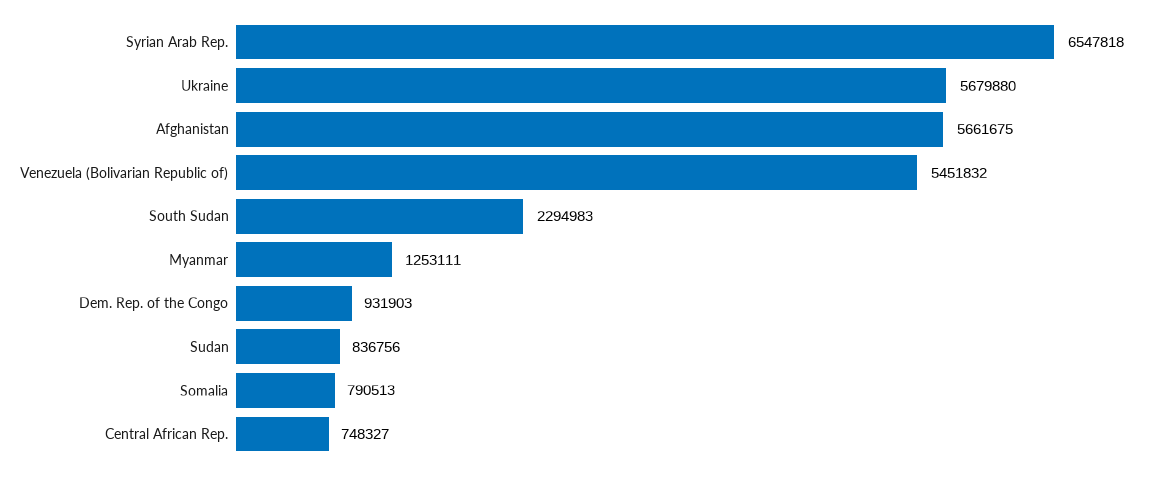 Syrian Arab Rep. 6547818
Ukraine 5679880
Afghanistan 5661675
Venezuela (Bolivarian Republic of) 5451832
South Sudan 2294983
Myanmar 1253111
Dem. Rep. of the Congo 931903
Sudan 836756
Somalia 790513
Central African Rep. 748327